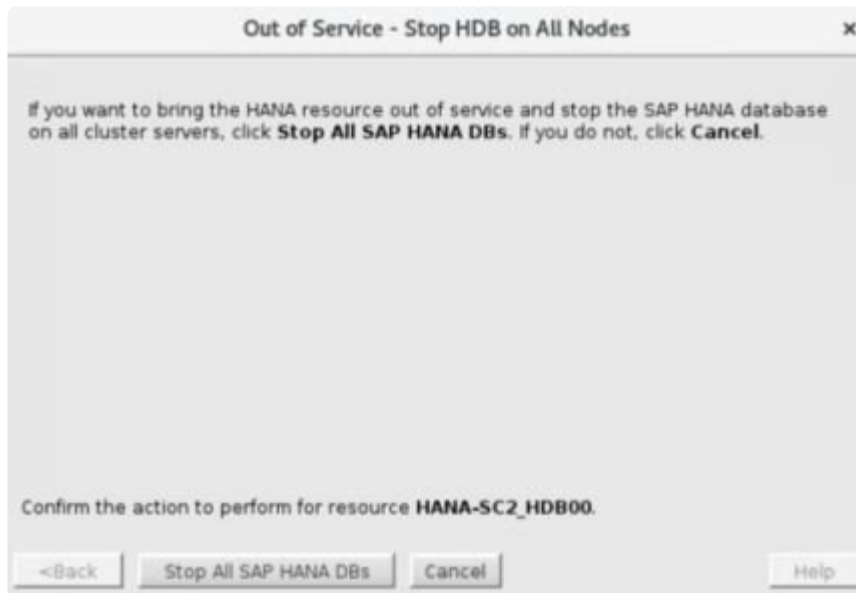 Out of Service - Stop HDB on All Nodes ×
If you want to bring the HANA resource out of service and stop the SAP HANA database
on all cluster servers, click Stop All SAP HANA DBs. If you do not, click Cancel.
Confirm the action to perform for resource HANA-SC2_HDB00.
<Back Stop All SAP HANA DBs Cancel Help